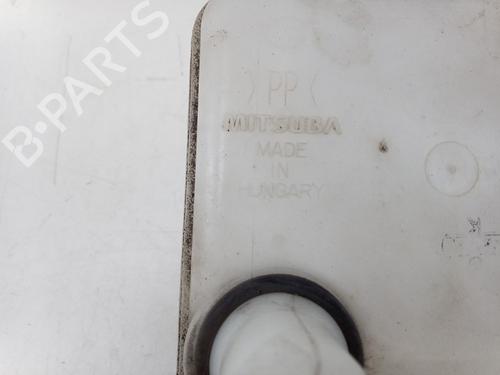 B-PARTS
>PP<
MITSUBA
MADE
IN
HUNGARY